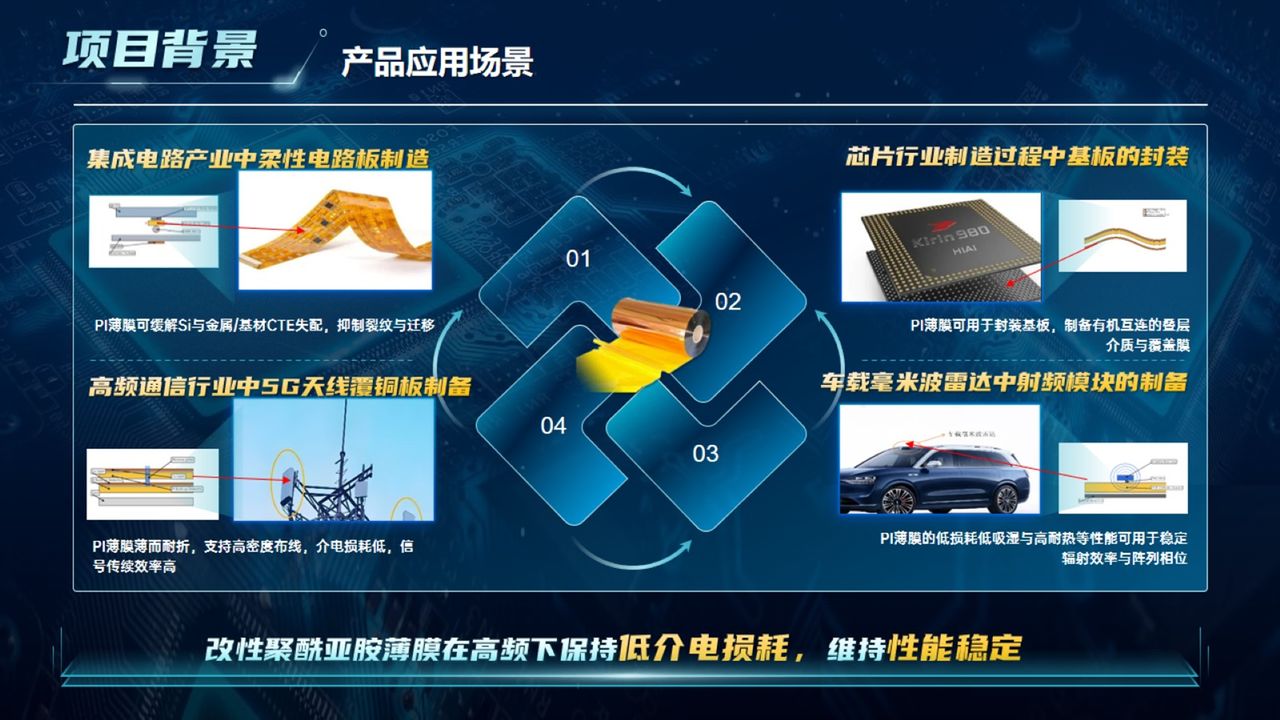 项目背景
产品应用场景
集成电路产业中柔性电路板制造
PI薄膜可缓解Si与金属/基材CTE失配，抑制裂纹与迁移
高频通信行业中5G天线覆铜板制备
PI薄膜薄而耐折，支持高密度布线，介电损耗低，信
号传续效率高
01
02
03
04
芯片行业制造过程中基板的封装
Kirin 980
HIAI
PI薄膜可用于封装基板，制备有机互连的叠层
介质与覆盖膜
车载毫米波雷达中射频模块的制备
PI薄膜的低损耗低吸湿与高耐热等性能可用于稳定
辐射效率与阵列相位
改性聚酰亚胺薄膜在高频下保持低介电损耗，维持性能稳定